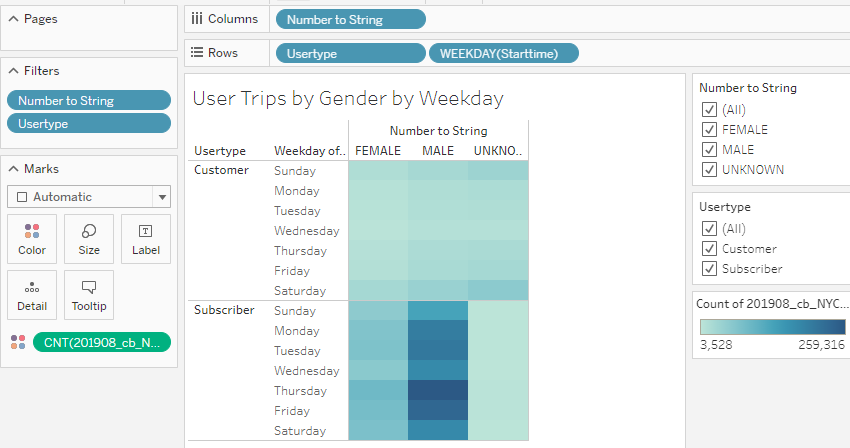 Pages
Columns
Number to String
Rows
Usertype
WEEKDAY(Starttime)
Filters
Number to String
Usertype
Marks
Automatic
Color
Size
Label
Detail
Tooltip
CNT(201908_cb_N...
User Trips by Gender by Weekday
Number to String
Usertype Weekday of.. FEMALE MALE UNKNO..
Customer Sunday
Monday
Tuesday
Wednesday
Thursday
Friday
Saturday
Subscriber Sunday
Monday
Tuesday
Wednesday
Thursday
Friday
Saturday
Number to String
(All)
FEMALE
MALE
UNKNOWN
Usertype
(All)
Customer
Subscriber
Count of 201908_cb_NYC...
3,528 259,316